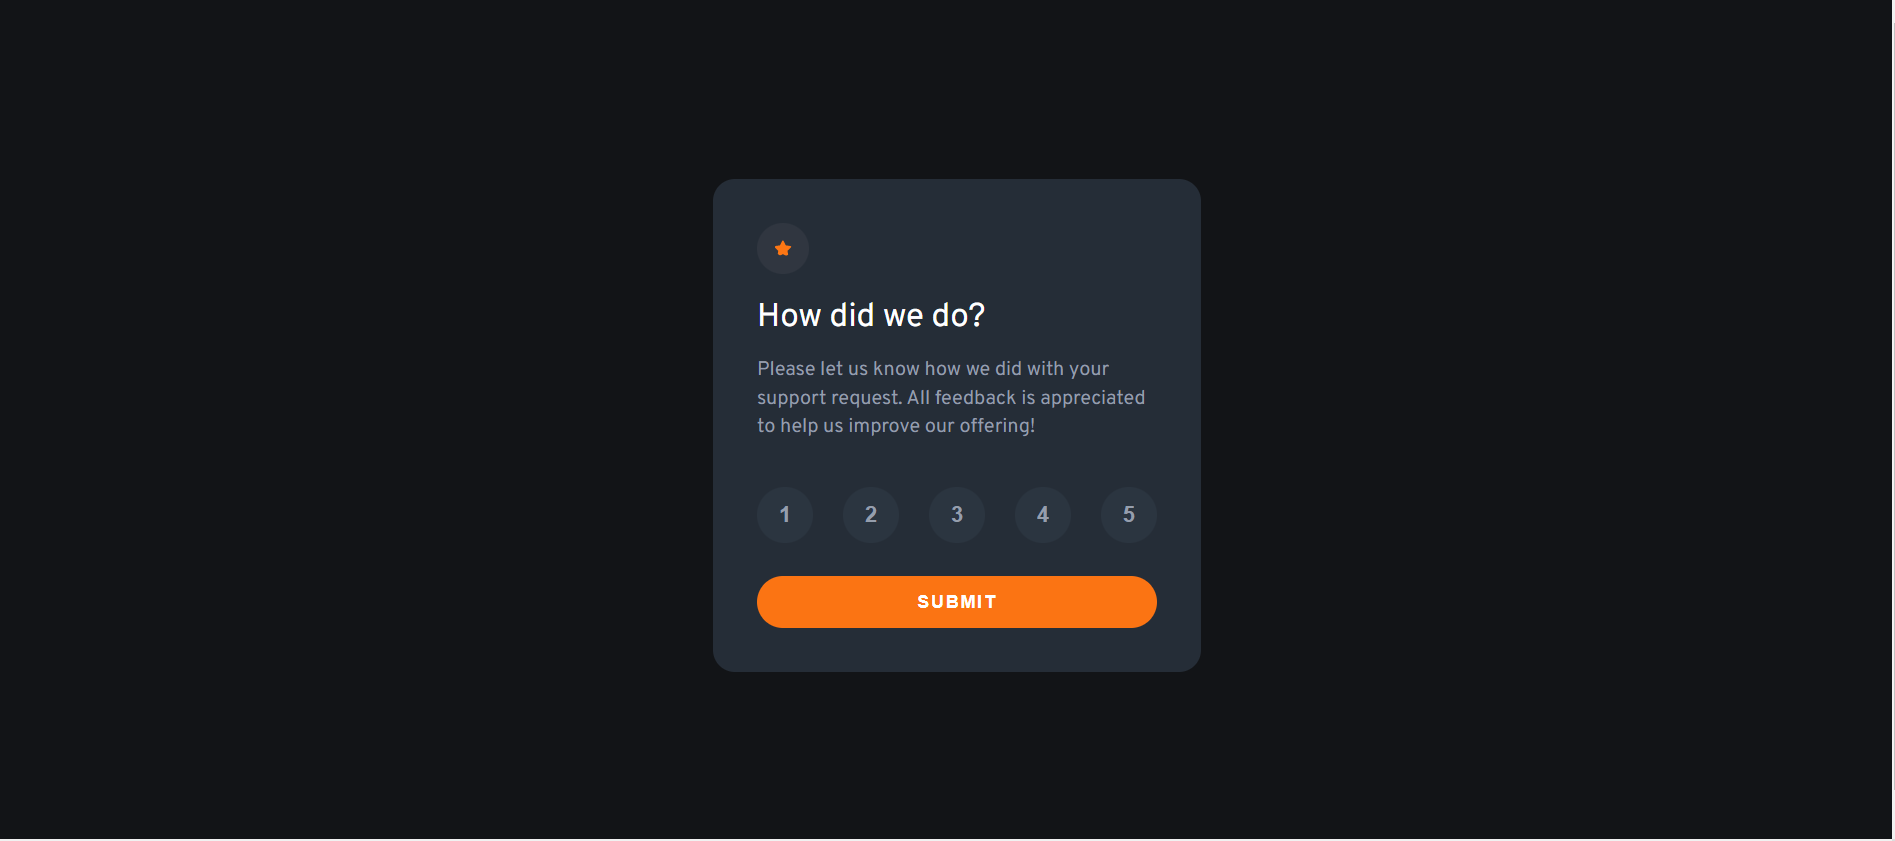 How did we do?
Please let us know how we did with your
support request. All feedback is appreciated
to help us improve our offering!
1 2 3 4 5
SUBMIT